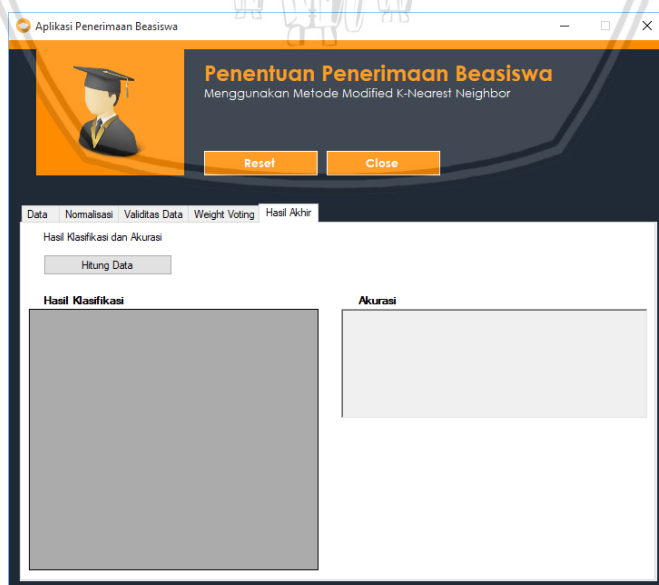 Aplikasi Penerimaan Beasiswa
Penentuan Penerimaan Beasiswa
Menggunakan Metode Modified K-Nearest Neighbor
Reset Close
Data Normalisasi Validitas Data Weight Voting Hasil Akhir
Hasil Klasifikasi dan Akurasi
Hitung Data
Hasil Klasifikasi Akurasi